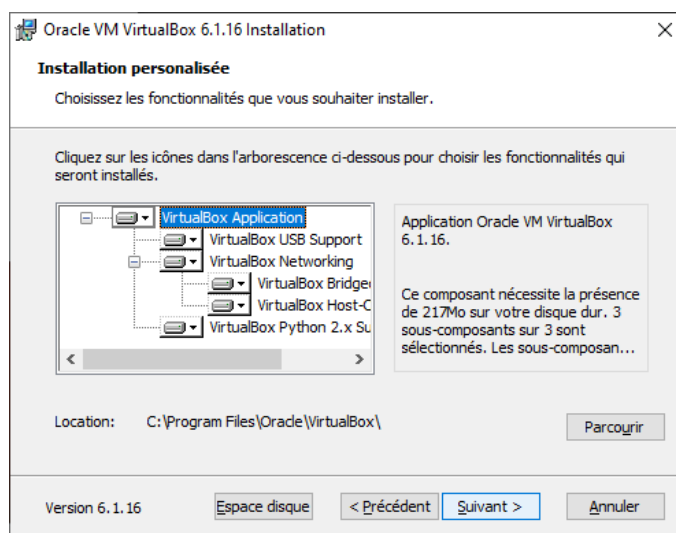 Oracle VM VirtualBox 6.1.16 Installation
Installation personalisée
Choisissez les fonctionnalités que vous souhaiter installer.
Cliquez sur les icônes dans l'arborescence ci-dessous pour choisir les fonctionnalités qui
seront installés.
VirtualBox Application
VirtualBox USB Support
VirtualBox Networking
VirtualBox Bridge
VirtualBox Host-C
VirtualBox Python 2.x Su
Application Oracle VM VirtualBox
6.1.16.
Ce composant nécessite la présence
de 217Mo sur votre disque dur. 3
sous-composants sur 3 sont
sélectionnés. Les sous-composan...
Location: C:\Program Files\Oracle\VirtualBox\
Parcourir
Version 6.1.16
Espace disque
< Précédent
Suivant >
Annuler